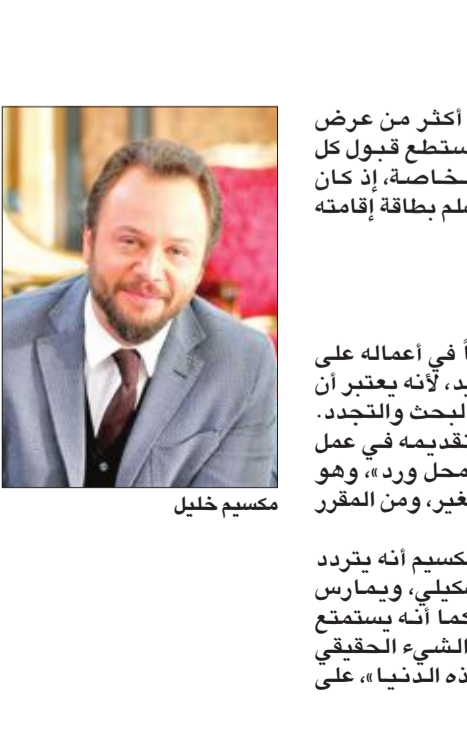 أكثر من عرض
ستطع قبول كل
خاصة، إذ كان
لم بطاقة إقامته
اً في أعماله على
يد، لأنه يعتبر أن
لبحث والتجدد.
تقديمه في عمل
محل ورد»، وهو
غير، ومن المقرر
كسيم أنه يتردد
كيلي، ويمارس
كما أنه يستمتع
الشيء الحقيقي
ذه الدنيا»، على
مكسيم خليل